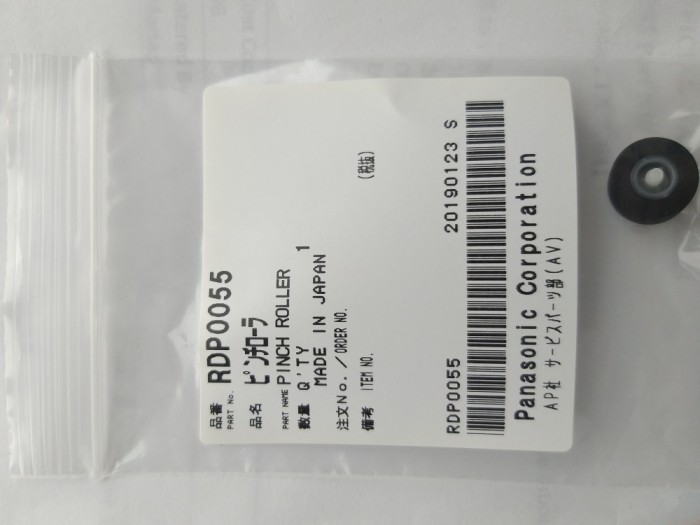 品番 RDP0055
PART No.
品名 ピンチローラ
PART NAME PINCH ROLLER
数量 Q'TY 1
MADE IN JAPAN
注文No./ORDER NO.
備考 ITEM NO. (税抜)
RDP0055 20190123 S
Panasonic Corporation
AP社 サービスパーツ部(AV)